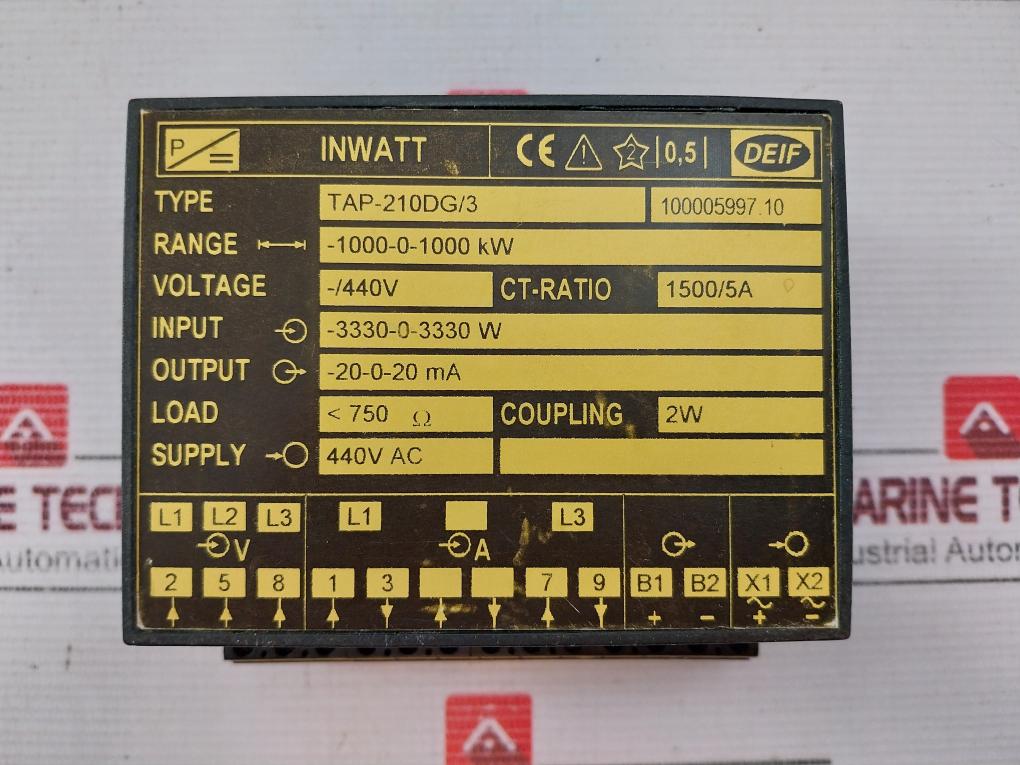 P = INWATT CE ! 2 0,5 DEIF
TYPE TAP-210DG/3 100005997.10
RANGE -1000-0-1000 kW
VOLTAGE -/440V CT-RATIO 1500/5A
INPUT -3330-0-3330 W
OUTPUT -20-0-20 mA
LOAD < 750 Ω COUPLING 2W
SUPPLY 440V AC
L1 L2 L3 L1 L3
V A
2 5 8 1 3 7 9 B1 B2 X1 X2
+ - ~ ~
+ -
E TECH
Automati
ARINE TE
dustrial Autom